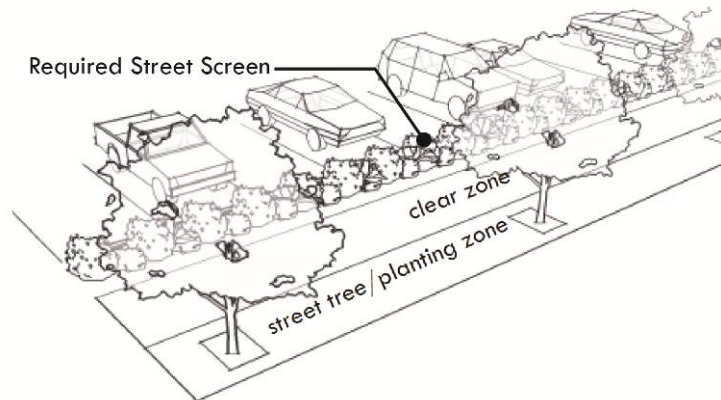 Required Street Screen
clear zone
street tree/planting zone